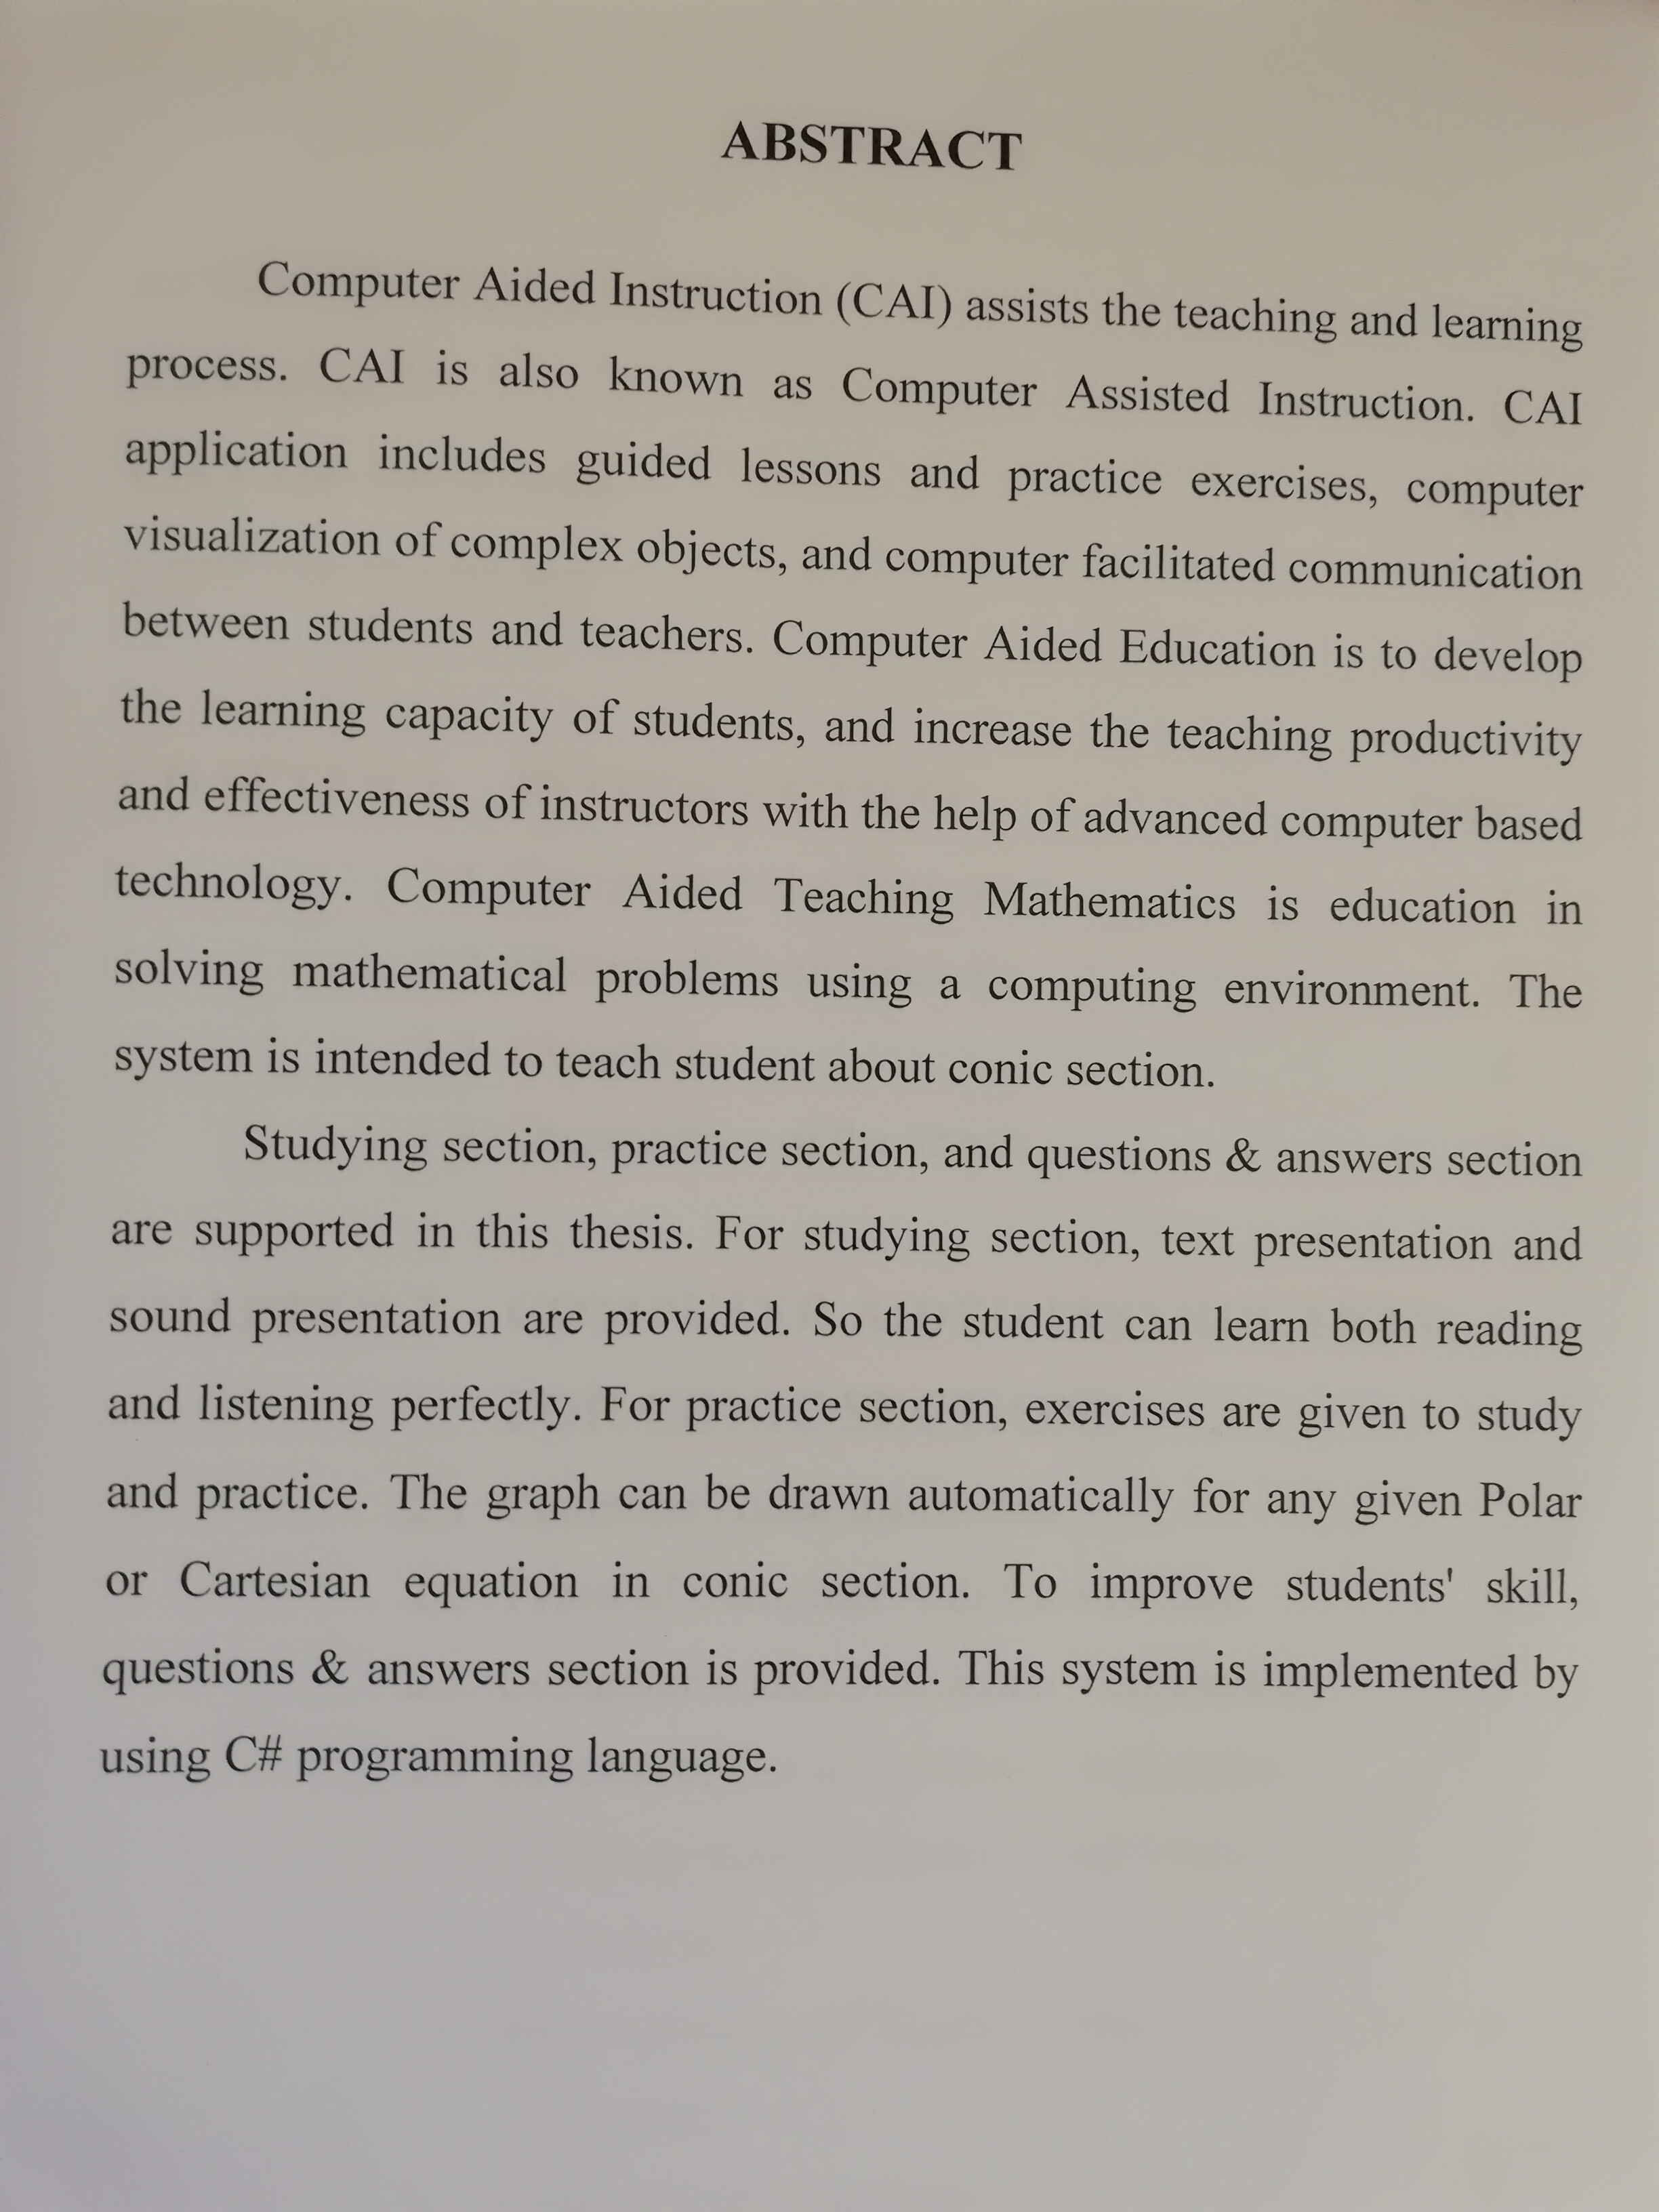 ABSTRACT
Computer Aided Instruction (CAI) assists the teaching and learning
process. CAI is also known as Computer Assisted Instruction. CAI
application includes guided lessons and practice exercises, computer
visualization of complex objects, and computer facilitated communication
between students and teachers. Computer Aided Education is to develop
the learning capacity of students, and increase the teaching productivity
and effectiveness of instructors with the help of advanced computer based
technology. Computer Aided Teaching Mathematics is education in
solving mathematical problems using a computing environment. The
system is intended to teach student about conic section.
Studying section, practice section, and questions & answers section
are supported in this thesis. For studying section, text presentation and
sound presentation are provided. So the student can learn both reading
and listening perfectly. For practice section, exercises are given to study
and practice. The graph can be drawn automatically for any given Polar
or Cartesian equation in conic section. To improve students' skill,
questions & answers section is provided. This system is implemented by
using C# programming language.